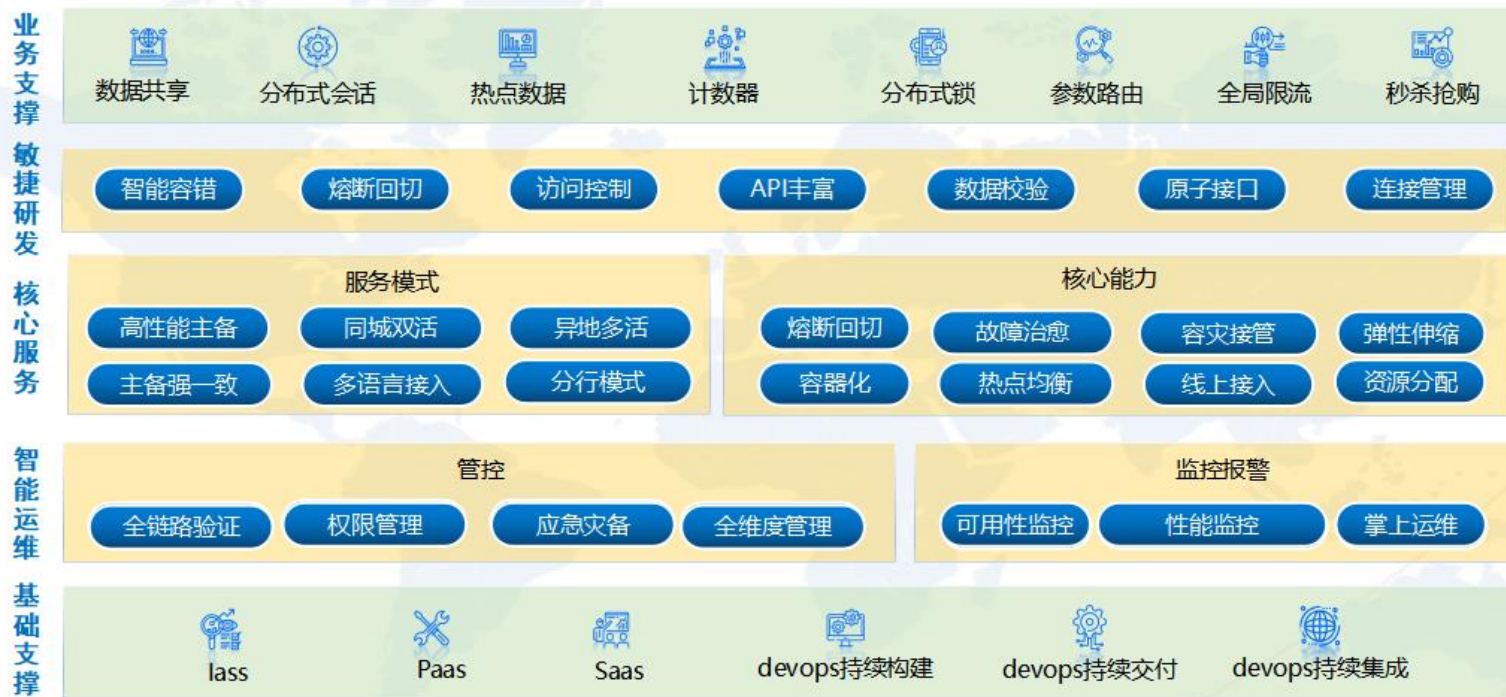 业务支撑
数据共享
分布式会话
热点数据
计数器
分布式锁
参数路由
全局限流
秒杀抢购
敏捷研发
智能容错
熔断回切
访问控制
API丰富
数据校验
原子接口
连接管理
核心服务
服务模式
高性能主备
同城双活
异地多活
主备强一致
多语言接入
分行模式
核心能力
熔断回切
故障治愈
容灾接管
弹性伸缩
容器化
热点均衡
线上接入
资源分配
智能运维
管控
全链路验证
权限管理
应急灾备
全维度管理
监控报警
可用性监控
性能监控
掌上运维
基础支撑
Iass
Paas
Saas
devops持续构建
devops持续交付
devops持续集成